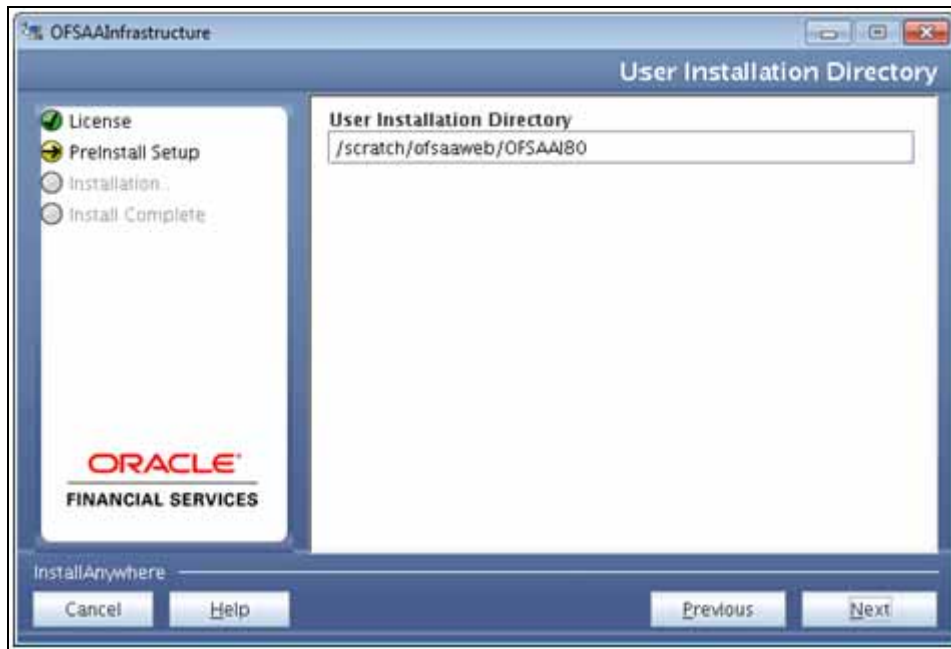 OFSAAInfrastructure
User Installation Directory
License
PreInstall Setup
Installation..
Install Complete
User Installation Directory
/scratch/ofsaaweb/OFSAAI80
ORACLE
FINANCIAL SERVICES
InstallAnywhere
Cancel
Help
Previous
Next